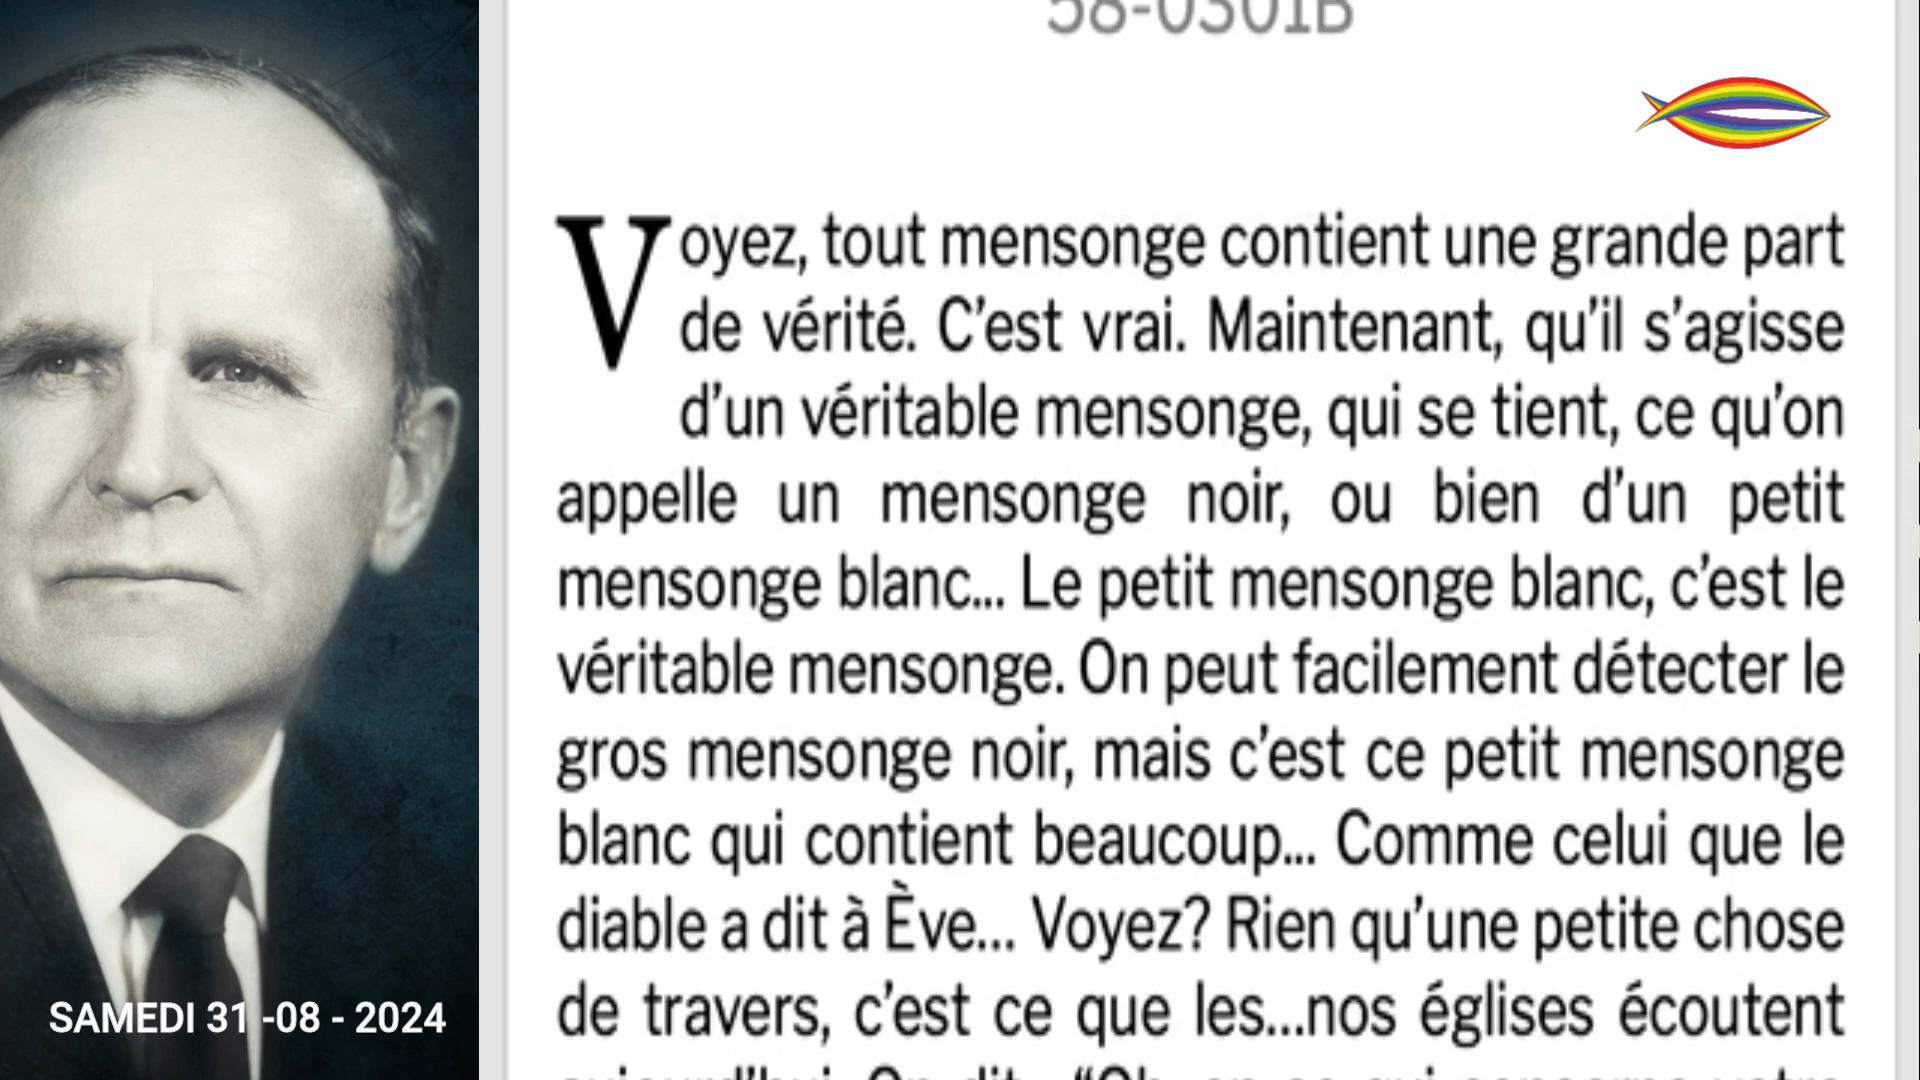 58-0301B
Voyez, tout mensonge contient une grande part
de vérité. C’est vrai. Maintenant, qu’il s’agisse
d’un véritable mensonge, qui se tient, ce qu’on
appelle un mensonge noir, ou bien d’un petit
mensonge blanc... Le petit mensonge blanc, c’est le
véritable mensonge. On peut facilement détecter le
gros mensonge noir, mais c’est ce petit mensonge
blanc qui contient beaucoup... Comme celui que le
diable a dit à Ève... Voyez? Rien qu’une petite chose
de travers, c’est ce que les...nos églises écoutent
SAMEDI 31 -08 - 2024